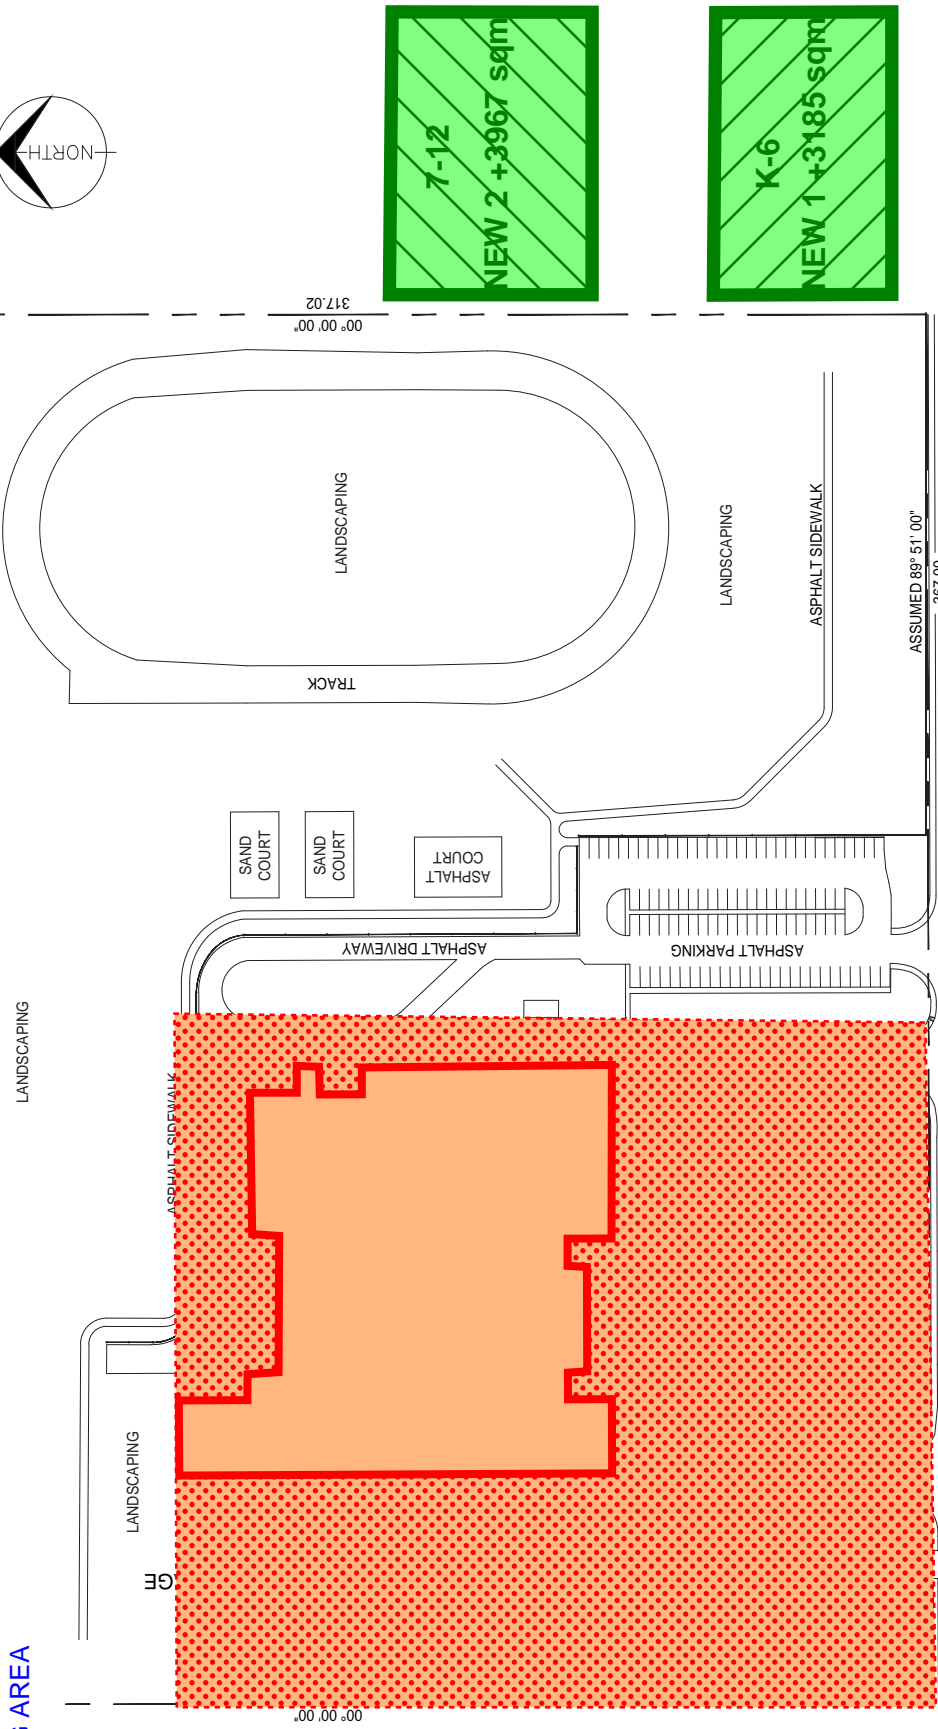 NORTH
7-12
NEW 2 +3967 sqm
K-6
NEW 1 +3185 sqm
317.02
00° 00' 00"
LANDSCAPING
TRACK
LANDSCAPING
ASPHALT SIDEWALK
ASSUMED 89° 51' 00"
SAND
COURT
SAND
COURT
ASPHALT
COURT
ASPHALT DRIVEWAY
ASPHALT PARKING
LANDSCAPING
ASPHALT SIDEWALK
LANDSCAPING
GE
AREA
00° 00' 00"